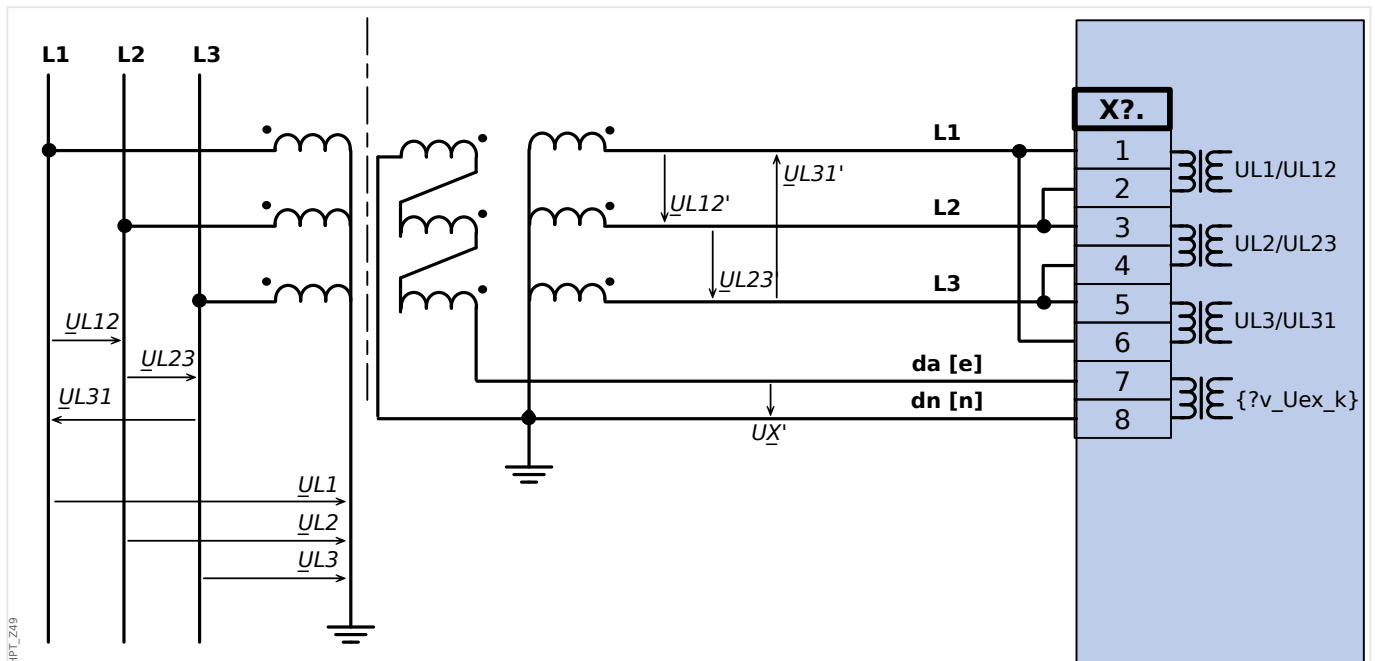 L1 L2 L3
X?.
L1
1
UL1/UL12
UL31'
2
UL12'
L2
3
UL2/UL23
4
UL23'
L3
5
UL3/UL31
UL12
6
UL23
da [e]
7
UL31
dn [n]
{?v_Uex_k}
8
UX'
UL1
UL2
UL3
HPT_Z49